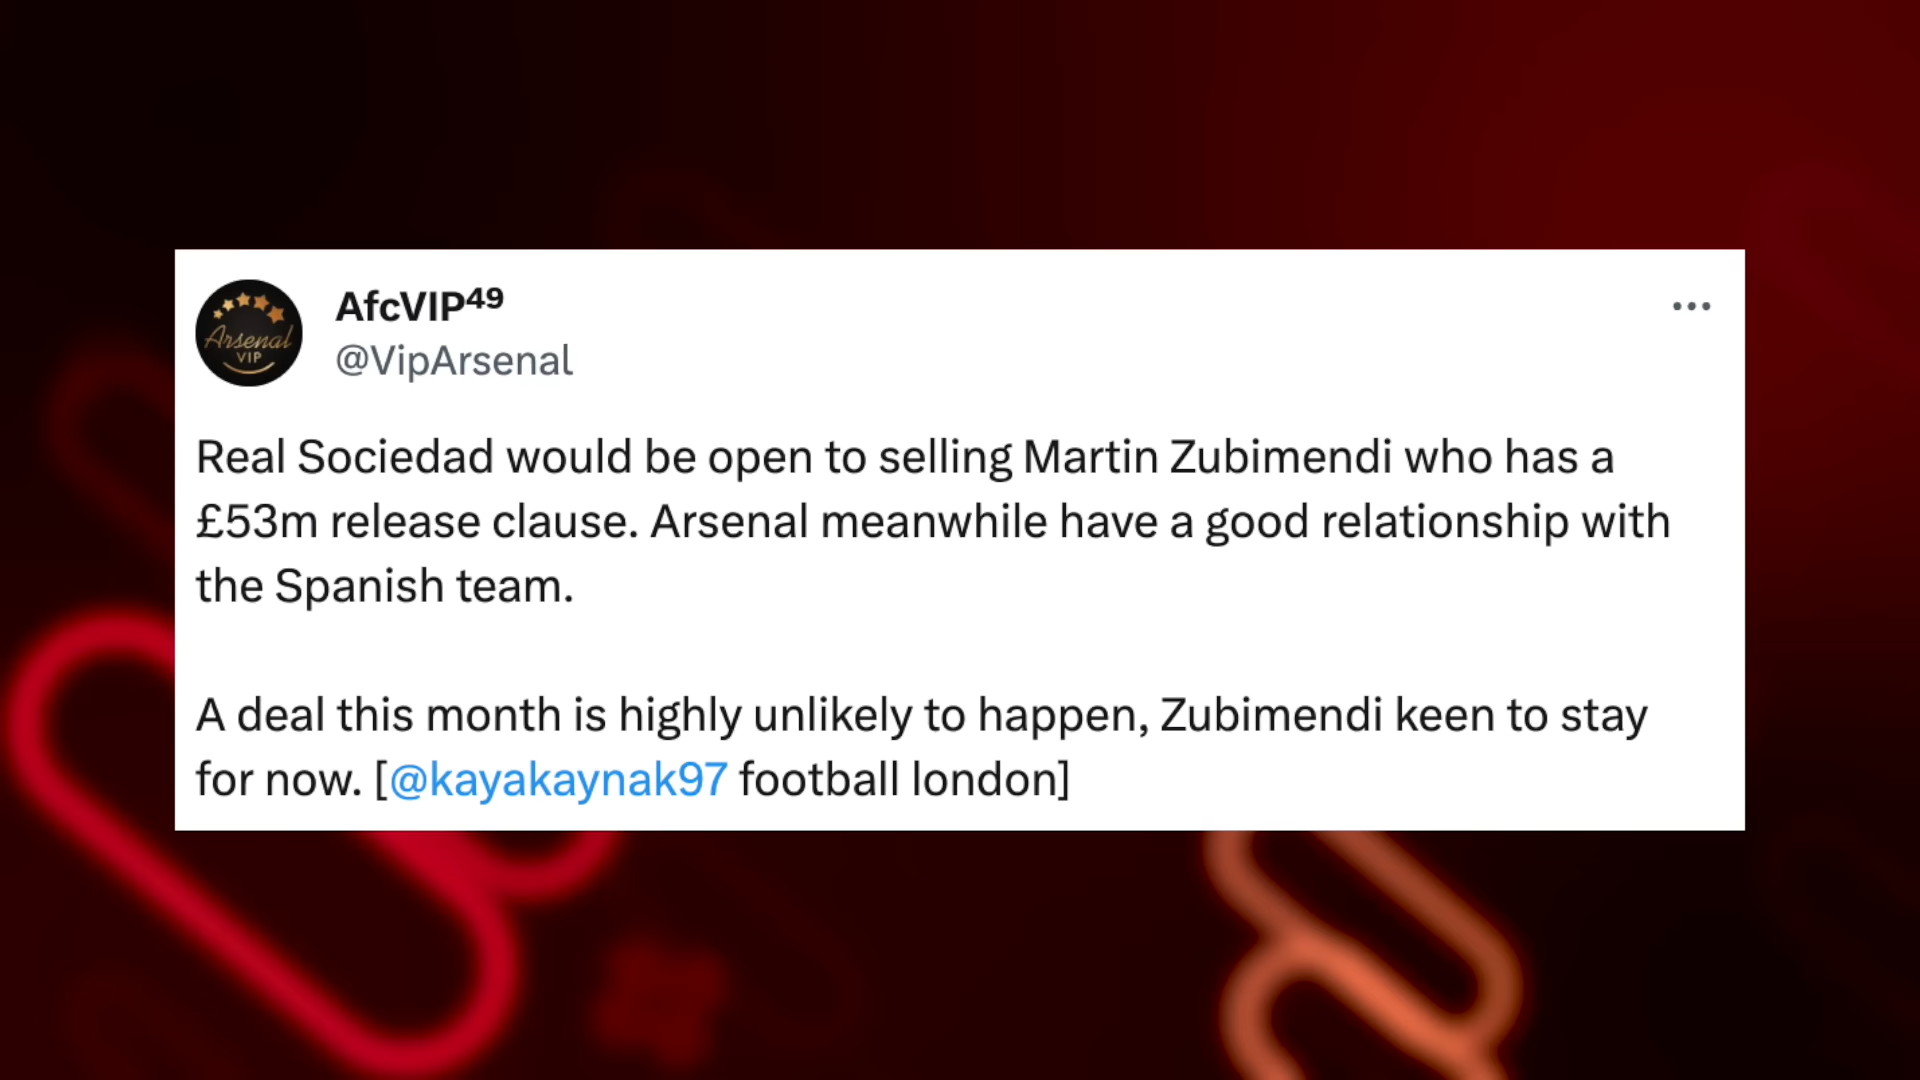 Arsenal
VIP
AfcVIP⁴⁹
@VipArsenal
Real Sociedad would be open to selling Martin Zubimendi who has a
£53m release clause. Arsenal meanwhile have a good relationship with
the Spanish team.
A deal this month is highly unlikely to happen, Zubimendi keen to stay
for now. [@kayakaynak97 football london]